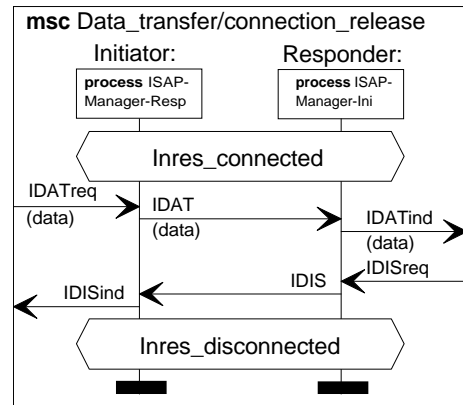 msc Data_transfer/connection_release
Initiator: Responder:
process ISAP-
Manager-Resp
process ISAP-
Manager-Ini
Inres_connected
IDATreq
(data)
IDAT
(data)
IDATind
(data)
IDISreq
IDIS
IDISind
Inres_disconnected